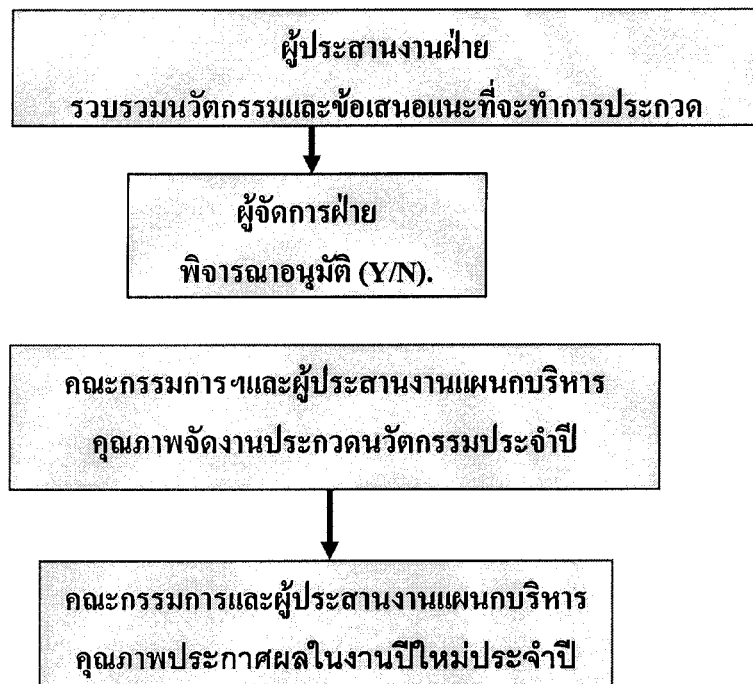 ผู้ประสานงานฝ่าย
รวบรวมนวัตกรรมและข้อเสนอแนะที่จะทำการประกวด
ผู้จัดการฝ่าย
พิจารณาอนุมัติ (Y/N).
คณะกรรมการฯและผู้ประสานงานแผนกบริหาร
คุณภาพจัดงานประกวดนวัตกรรมประจำปี
คณะกรรมการและผู้ประสานงานแผนกบริหาร
คุณภาพประกาศผลในงานปีใหม่ประจำปี